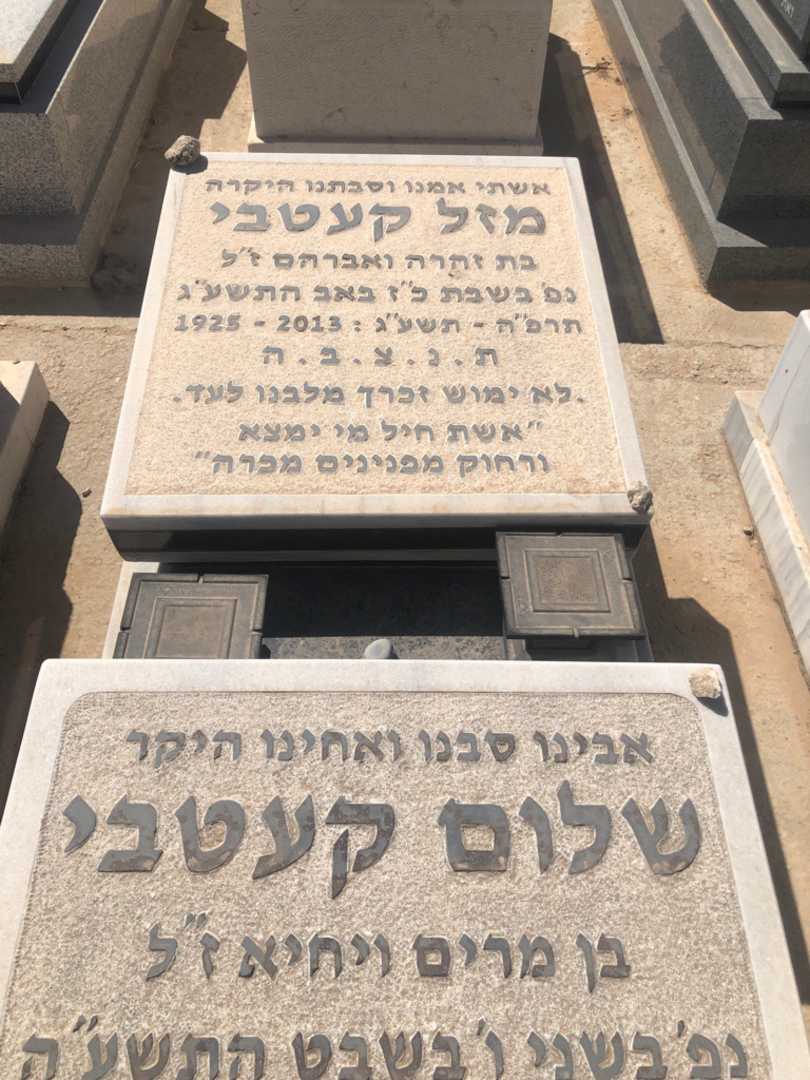 אשתי אמנו וסבתנו היקרה
מזל קעטבי
בת זהרה ואברהם ז"ל
נפ' בשבת כ"ז באב התשע"ג
תרפ"ה - תשע"ג : 2013 - 1925
ת . נ . צ . ב . ה
לא ימוש זכרך מלבנו לעד.
"אשת חיל מי ימצא
ורחוק מפנינים מכרה"
אבינו סבנו ואחינו היקר
שלום קעטבי
בן מרים ויחיא ז"ל
נפ' בשני ו' בשבט התשע"ה